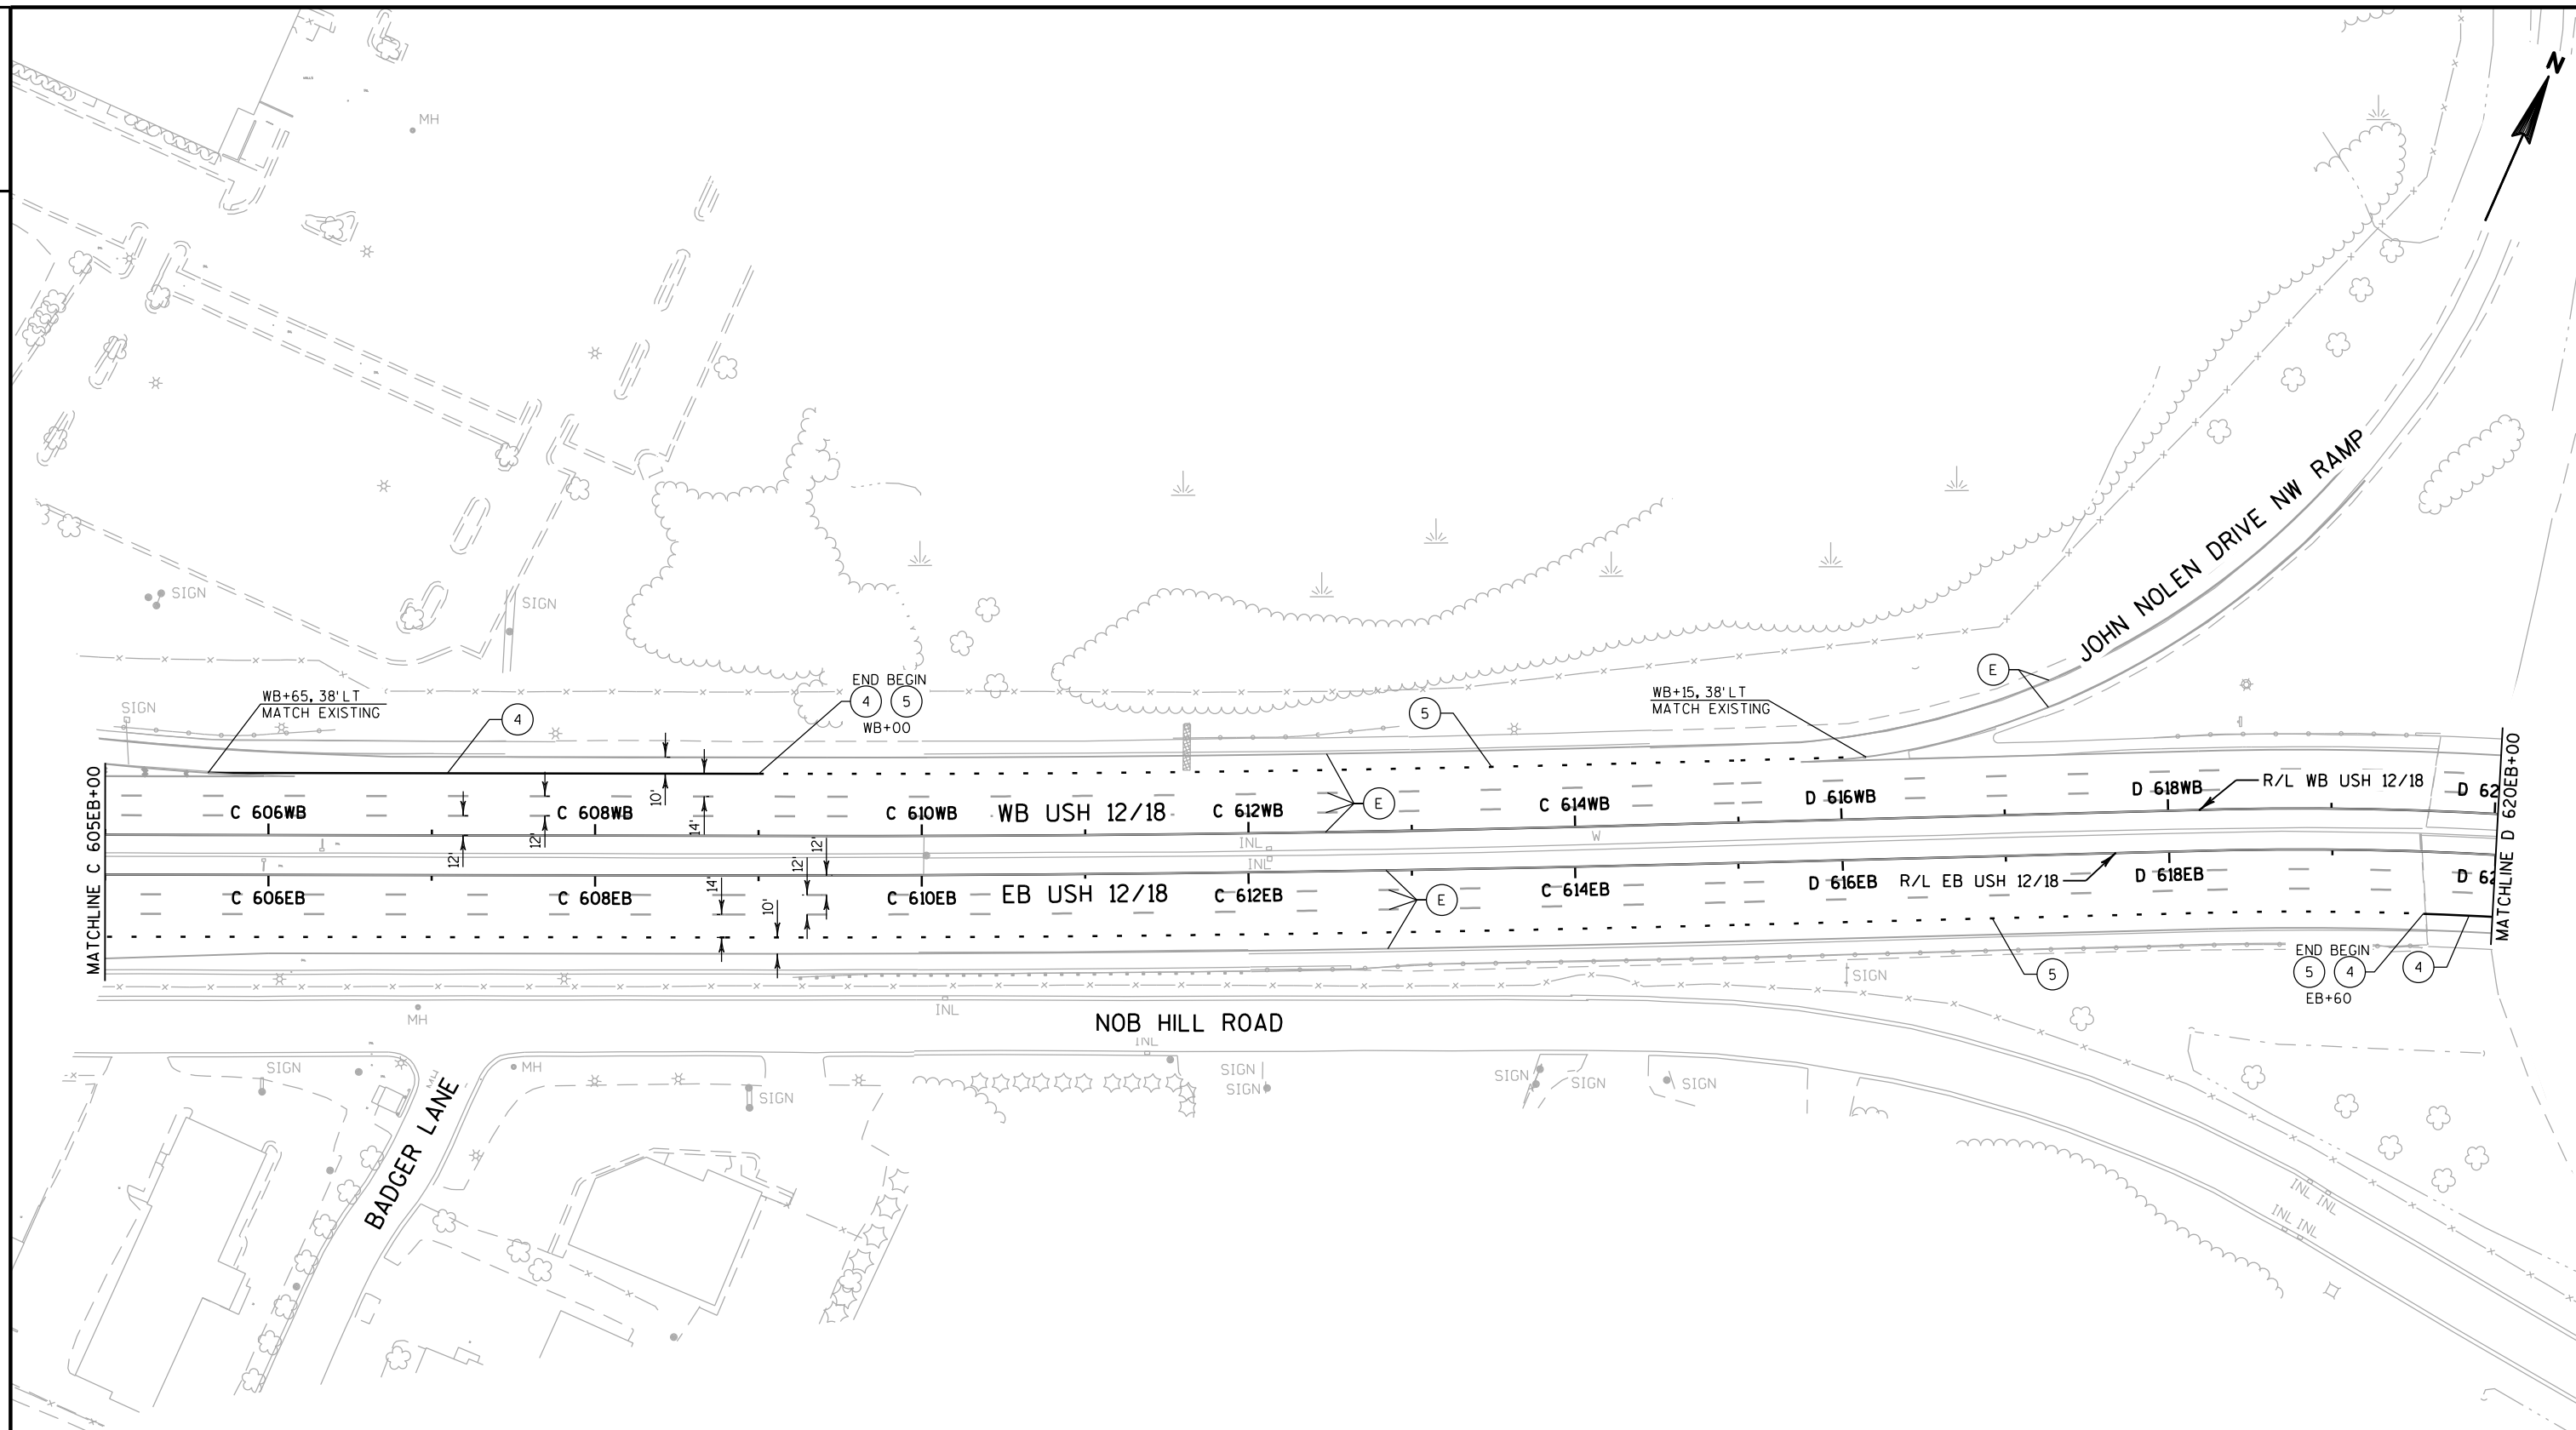 N
MH
SIGN
SIGN
JOHN NOLEN DRIVE NW RAMP
E
END BEGIN
4 5
WB+00
WB+65, 38' LT
MATCH EXISTING
WB+15, 38' LT
MATCH EXISTING
SIGN
4
5
MATCHLINE C 605EB+00
MATCHLINE D 620EB+00
C 606WB
C 608WB
C 610WB
WB USH 12/18
C 612WB
E
C 614WB
D 616WB
D 618WB
R/L WB USH 12/18
D 62
12'
12'
10'
14'
INL
INL
W
14'
10'
12'
12'
C 606EB
C 608EB
C 610EB
EB USH 12/18
C 612EB
E
C 614EB
D 616EB
R/L EB USH 12/18
D 618EB
D 62
END BEGIN
5 4
EB+60
4
5
SIGN
MH
INL
NOB HILL ROAD
INL
SIGN
MH
SIGN
SIGN
SIGN
SIGN
SIGN
SIGN
BADGER LANE
INL INL
INL INL